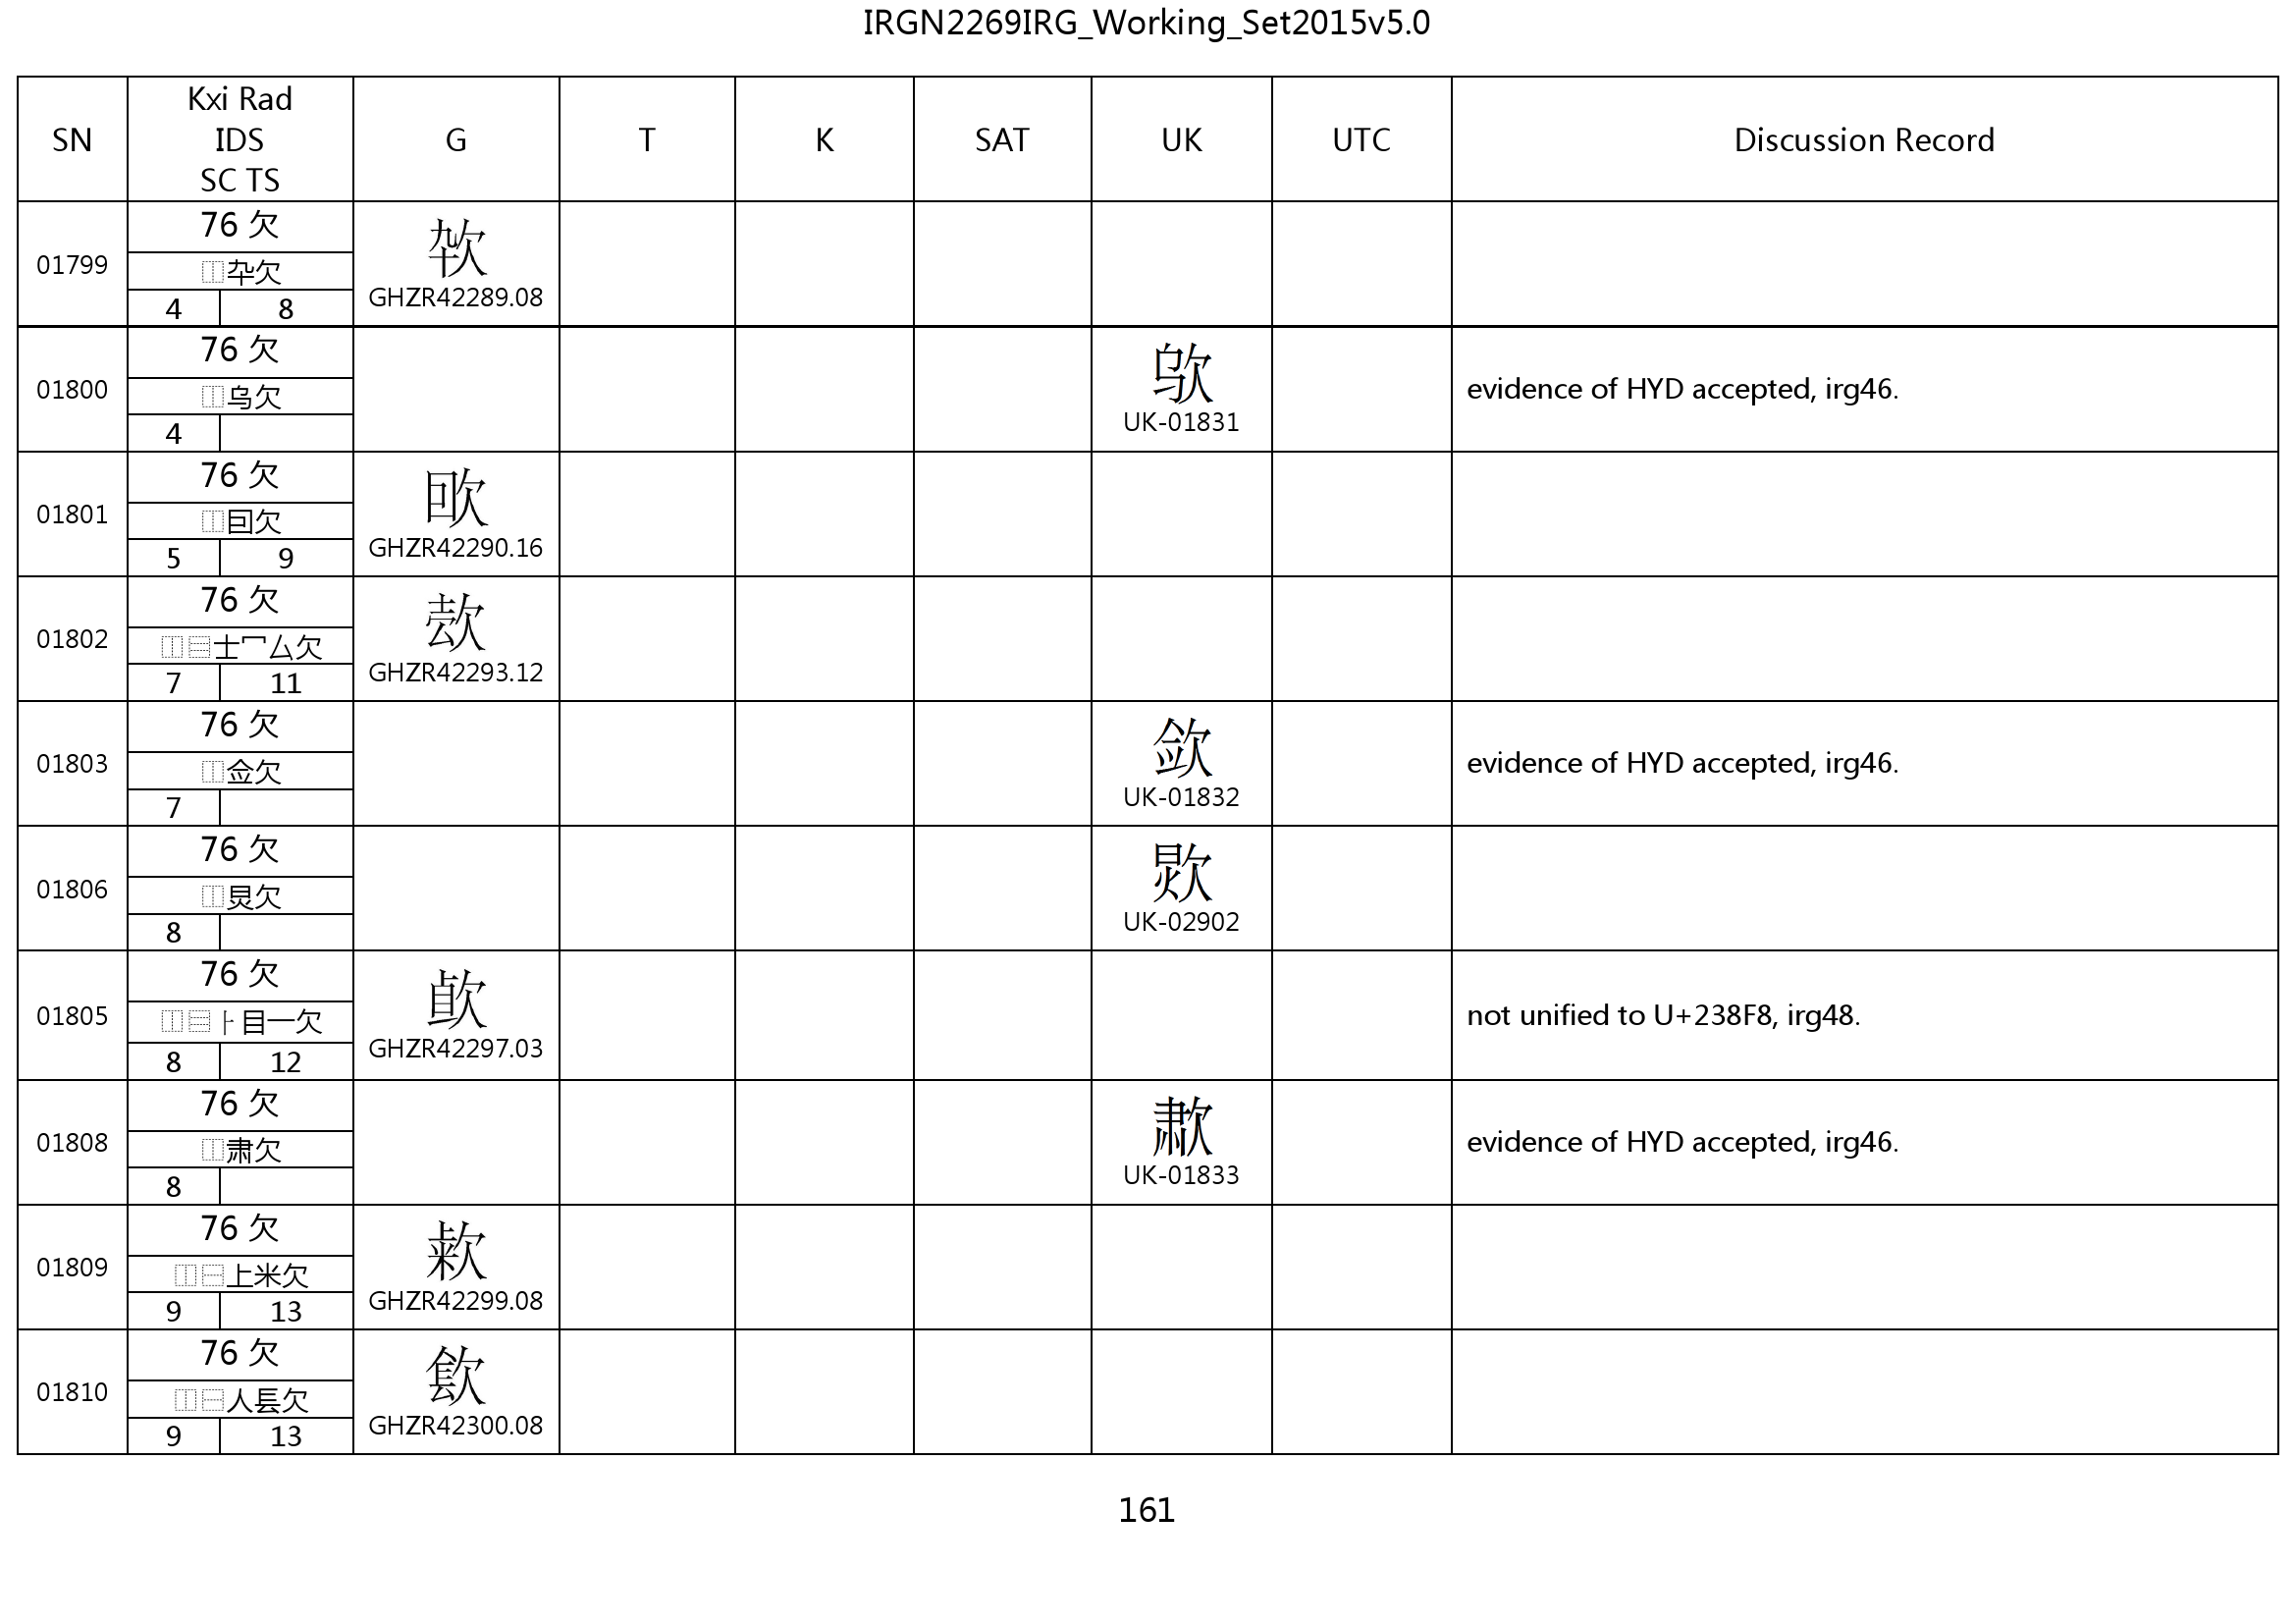 IRGN2269IRG_Working_Set2015v5.0
SN Kxi Rad IDS SC TS G T K SAT UK UTC Discussion Record
01799
76 欠
⿰卆欠
4 8
GHZR42289.08
01800
76 欠
⿰乌欠
4
UK-01831
evidence of HYD accepted, irg46.
01801
76 欠
⿰囙欠
5 9
GHZR42290.16
01802
76 欠
⿰⿳士冖厶欠
7 11
GHZR42293.12
01803
76 欠
⿰佥欠
7
UK-01832
evidence of HYD accepted, irg46.
01806
76 欠
⿰炅欠
8
UK-02902
01805
76 欠
⿰⿳⺊目一欠
8 12
GHZR42297.03
not unified to U+238F8, irg48.
01808
76 欠
⿰肃欠
8
UK-01833
evidence of HYD accepted, irg46.
01809
76 欠
⿰⿱上米欠
9 13
GHZR42299.08
01810
76 欠
⿰⿱人镸欠
9 13
GHZR42300.08
161